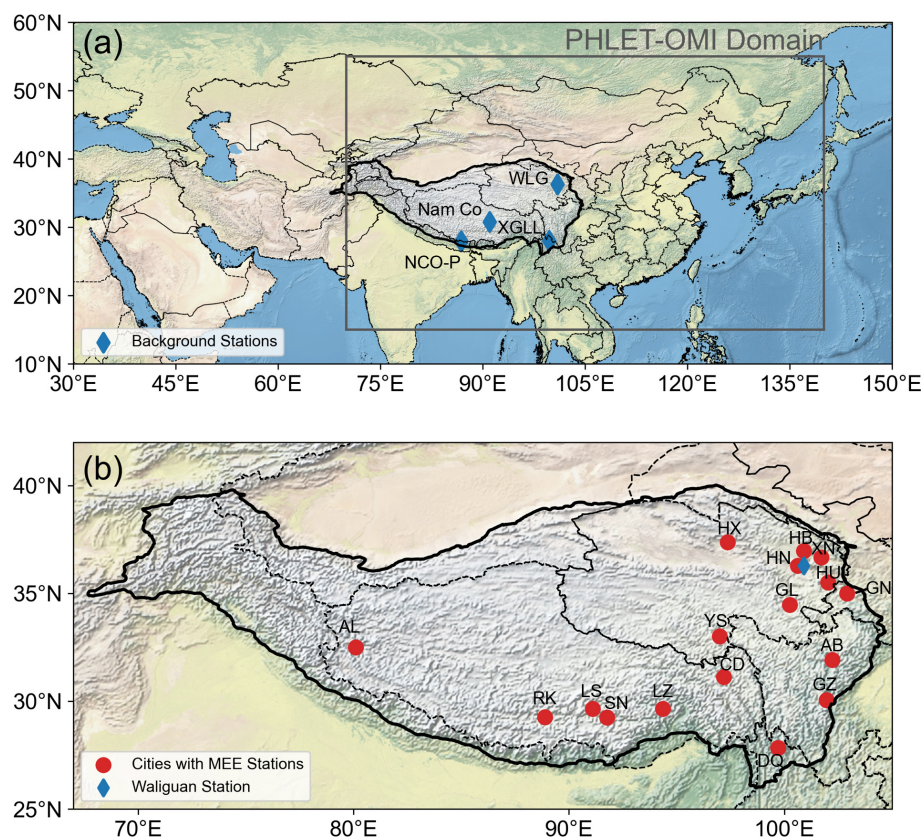 60°N
(a)
PHLET-OMI Domain
50°N
40°N
WLG
Nam Co
XGLL
30°N
NCO-P
20°N
Background Stations
10°N
30°E 45°E 60°E 75°E 90°E 105°E 120°E 135°E 150°E
(b)
40°N
HX
HB
XN
HN
HU
35°N
GN
GL
YS
AL
AB
CD
30°N
RK
LS
SN
LZ
GZ
DQ
Cities with MEE Stations
Waliguan Station
25°N
70°E 80°E 90°E 100°E